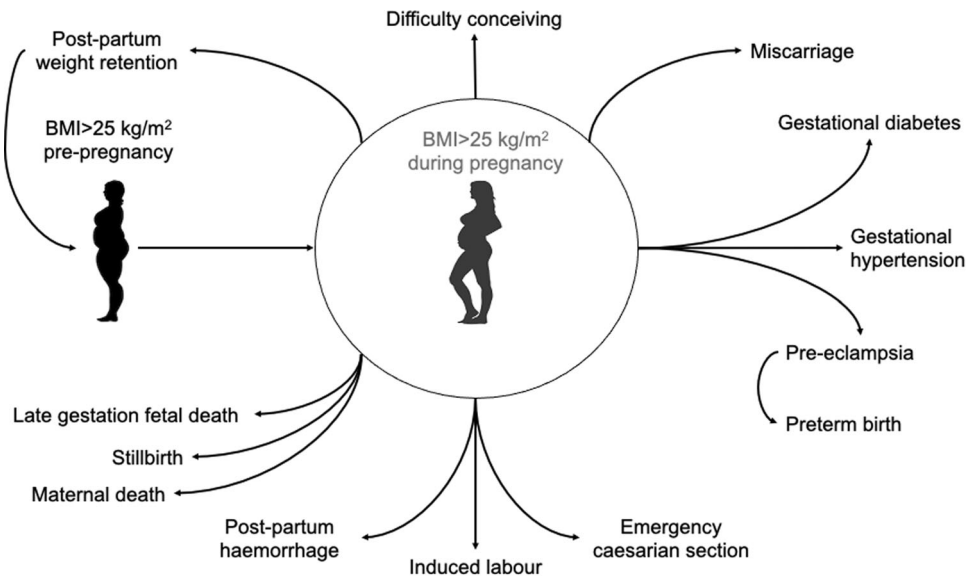 Difficulty conceiving
Post-partum
weight retention
Miscarriage
BMI>25 kg/m²
pre-pregnancy
BMI>25 kg/m²
during pregnancy
Gestational diabetes
Gestational
hypertension
Pre-eclampsia
Preterm birth
Late gestation fetal death
Stillbirth
Maternal death
Post-partum
haemorrhage
Induced labour
Emergency
caesarian section